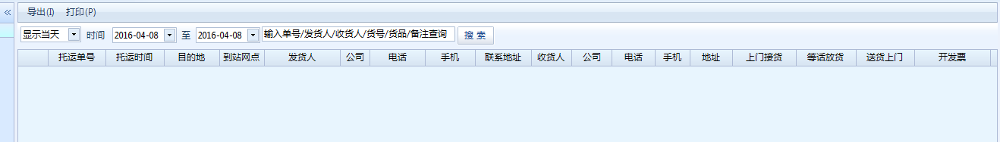 导出(I) 打印(P)
显示当天 时间 2016-04-08 至 2016-04-08 输入单号/发货人/收货人/货号/货品/备注查询 搜 索
托运单号 托运时间 目的地 到站网点 发货人 公司 电话 手机 联系地址 收货人 公司 电话 手机 地址 上门接货 等话放货 送货上门 开发票